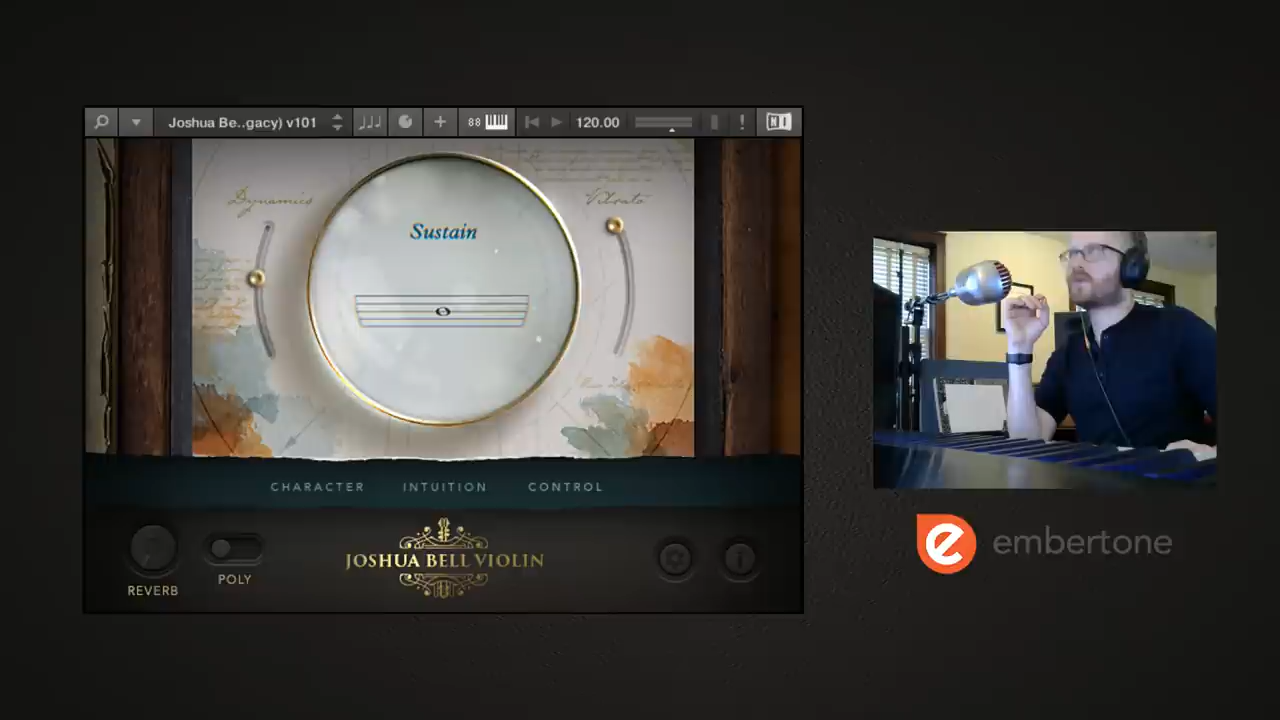 Joshua Be..gacy) v101
88
120.00
!
NI
Dynamics
Vibrato
Sustain
CHARACTER
INTUITION
CONTROL
REVERB
POLY
JOSHUA BELL VIOLIN
e embertone